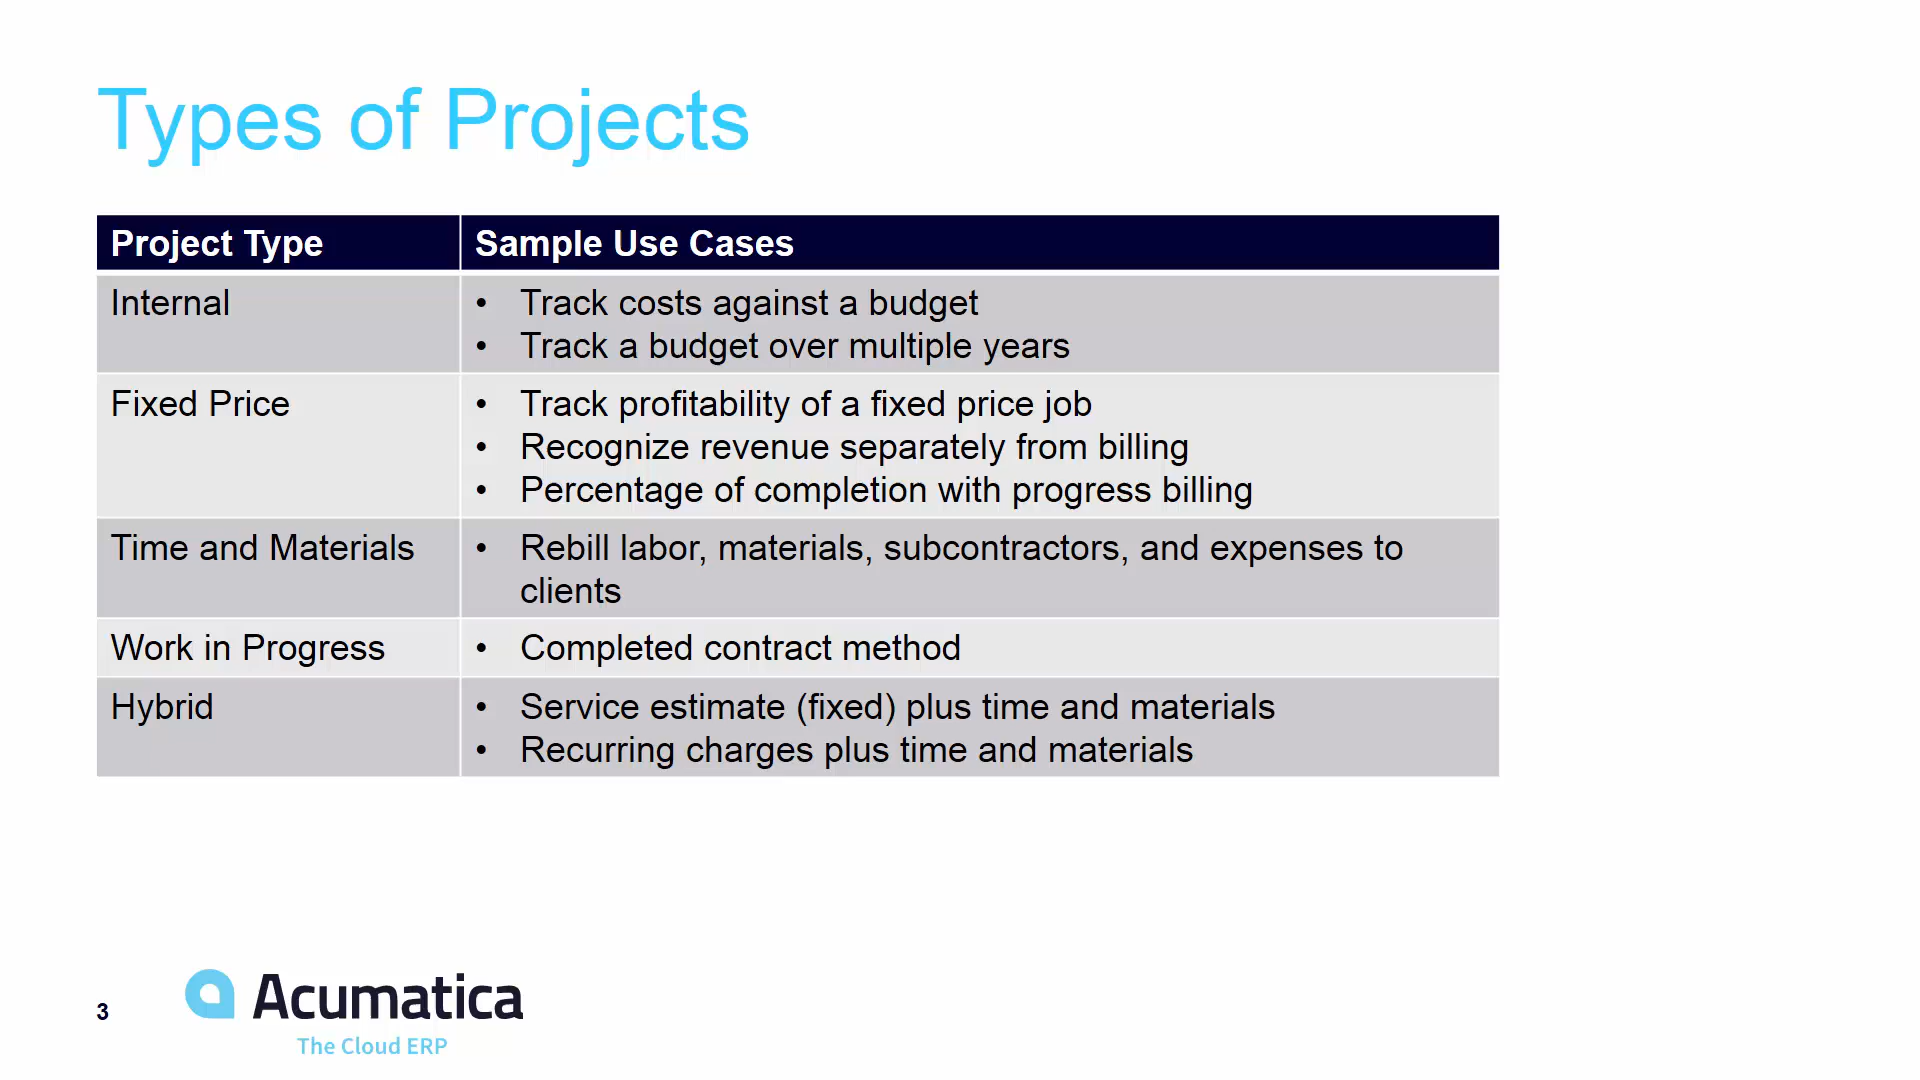 Types of Projects
Project Type
Sample Use Cases
Internal
• Track costs against a budget
• Track a budget over multiple years
Fixed Price
• Track profitability of a fixed price job
• Recognize revenue separately from billing
• Percentage of completion with progress billing
Time and Materials
• Rebill labor, materials, subcontractors, and expenses to
clients
Work in Progress
• Completed contract method
Hybrid
• Service estimate (fixed) plus time and materials
• Recurring charges plus time and materials
3
Acumatica
The Cloud ERP